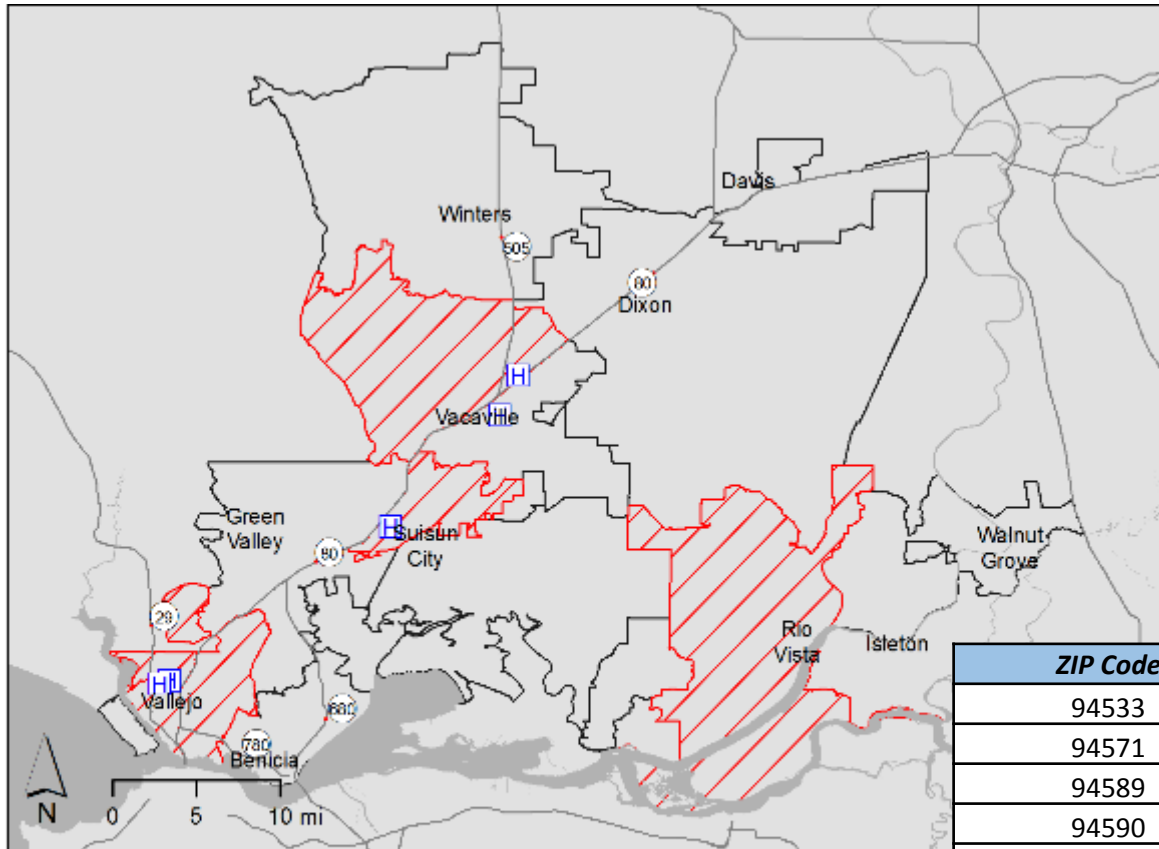 Davis
Winters
505
80
Dixon
H
Vacaville
H
H
Green
Valley
Suisun
City
80
29
H
H
Vallejo
680
780
Benicia
Walnut
Grove
Rio
Vista
Isleton
N
0 5 10 mi
ZIP Code
94533
94571
94589
94590